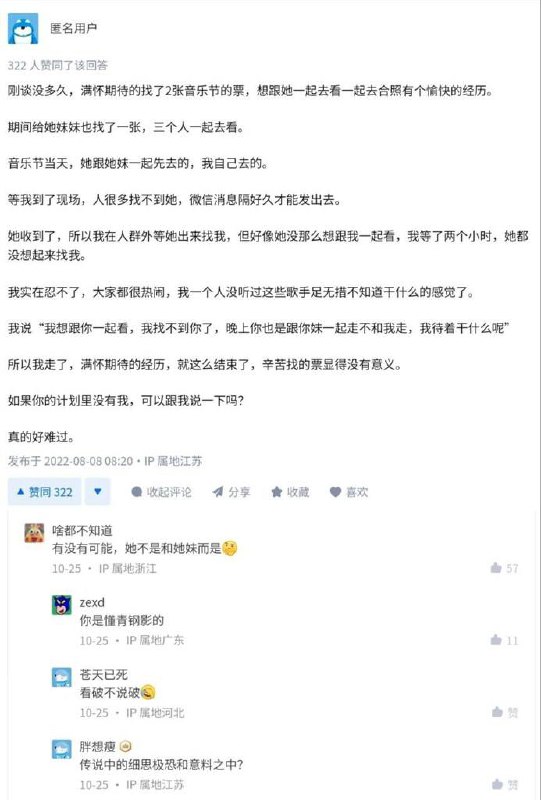 匿名用户
322 人赞同了该回答
刚谈没多久，满怀期待的找了2张音乐节的票，想跟她一起去看一起去合照有个愉快的经历。
期间给她妹妹也找了一张，三个人一起去看。
音乐节当天，她跟她妹一起先去的，我自己去的。
等我到了现场，人很多找不到她，微信消息隔好久才能发出去。
她收到了，所以我在人群外等她出来找我，但好像她没那么想跟我一起看，我等了两个小时，她都
没想起来找我。
我实在忍不了，大家都很热闹，我一个人没听过这些歌手足无措不知道干什么的感觉了。
我说“我想跟你一起看，我找不到你了，晚上你也是跟你妹一起走不和我走，我待着干什么呢”
所以我走了，满怀期待的经历，就这么结束了，辛苦找的票显得没有意义。
如果你的计划里没有我，可以跟我说一下吗？
真的好难过。
发布于 2022-08-08 08:20・IP 属地江苏
赞同 322 收起评论 分享 收藏 喜欢
啥都不知道
有没有可能，她不是和她妹而是🤔
10-25 · IP 属地浙江 57
zexd
你是懂青钢影的
10-25 · IP 属地广东 11
苍天已死
看破不说破
10-25 · IP 属地河北 赞
胖想瘦
传说中的细思极恐和意料之中？
10-25 · IP 属地江苏 赞